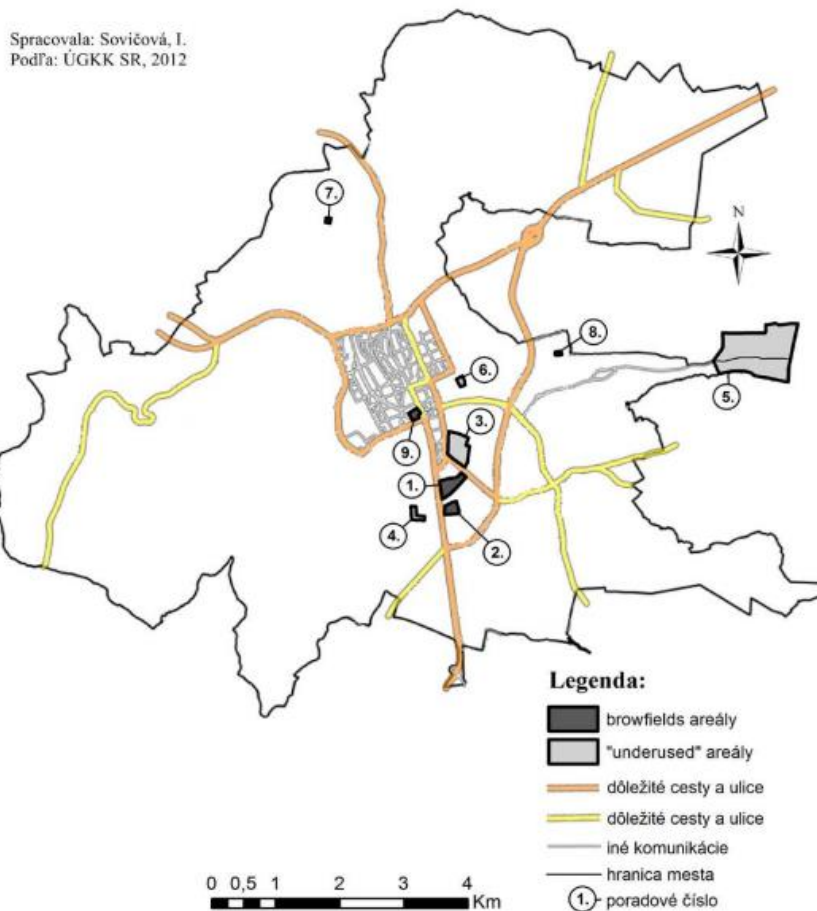 Spracovala: Sovičová, I.
Podľa: ÚGKK SR, 2012
N
7.
8.
5.
6.
3.
9.
1.
4.
2.
Legenda:
browfields areály
"underused" areály
dôležité cesty a ulice
dôležité cesty a ulice
iné komunikácie
hranica mesta
1. poradové číslo
0 0,5 1 2 3 4
Km